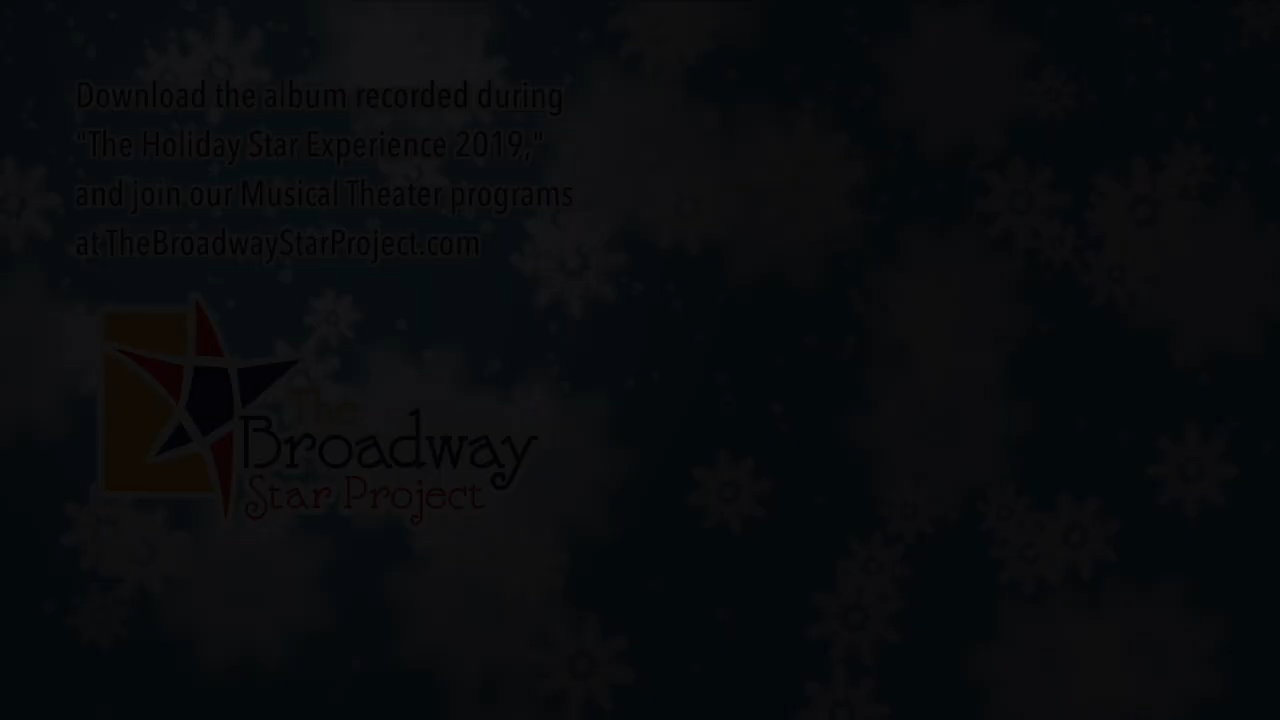 Download the album recorded during
"The Holiday Star Experience 2019,"
and join our Musical Theater programs
at TheBroadwayStarProject.com
The
Broadway
Star Project